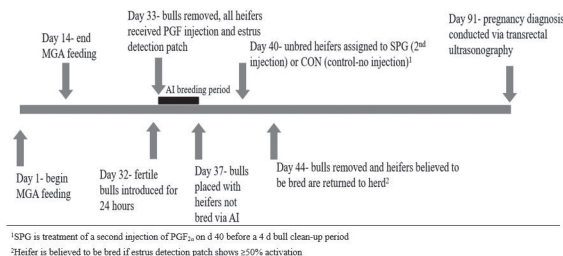 Day 33- bulls removed, all heifers
received PGF injection and estrus
detection patch
Day 14- end
MGA feeding
Day 40- unbred heifers assigned to SPG (2nd
injection) or CON (control-no injection)1
Day 91- pregnancy diagnosis
conducted via transrectal
ultrasonography
AI breeding period
Day 1- begin
MGA feeding
Day 32- fertile
bulls introduced for
24 hours
Day 37- bulls
placed with
heifers not
bred via AI
Day 44- bulls removed and heifers believed to
be bred are returned to herd2
1SPG is treatment of a second injection of PGF2α on d 40 before a 4 d bull clean-up period
2Heifer is believed to be bred if estrus detection patch shows ≥50% activation